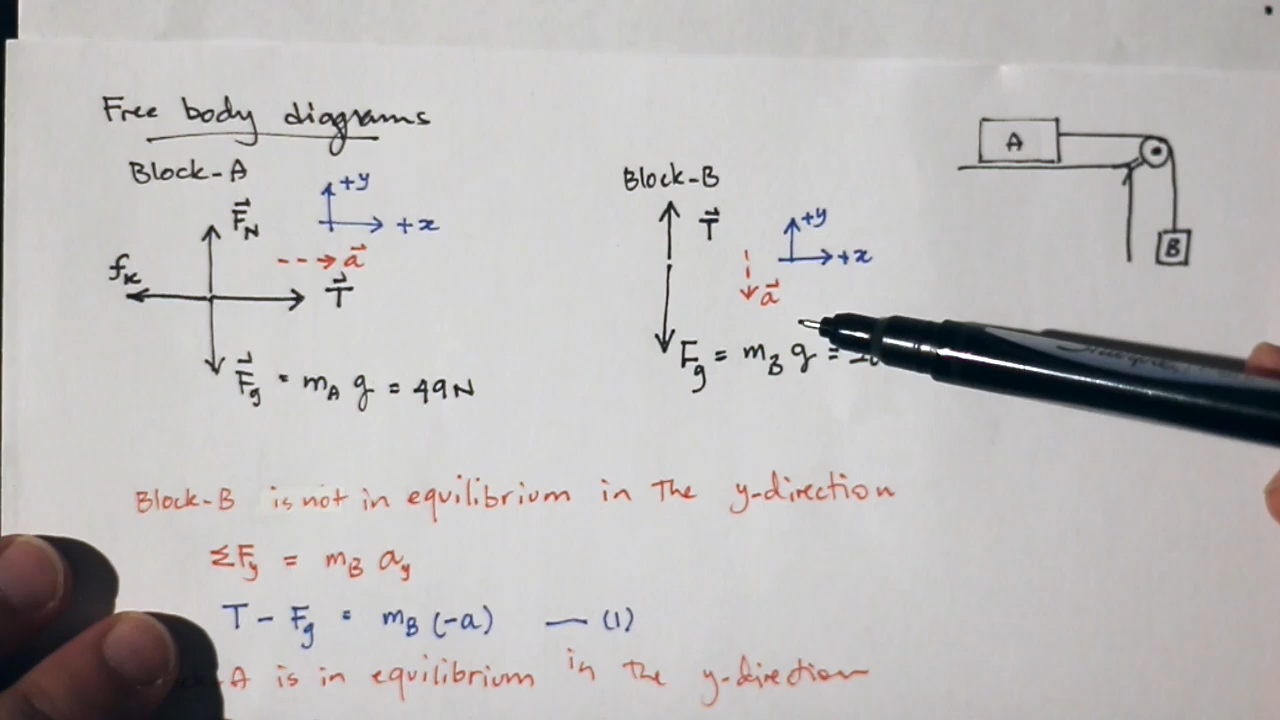 Free body diagrams
Block-A
F_N
+y
+x
a
f_k
T
F_g = m_A g = 49N
Block-B
T
+y
+x
a
F_g = m_B g =
A
B
Block-B is not in equilibrium in the y-direction
ΣF_y = m_B a_y
T - F_g = m_B (-a) — (1)
A is in equilibrium in the y-direction